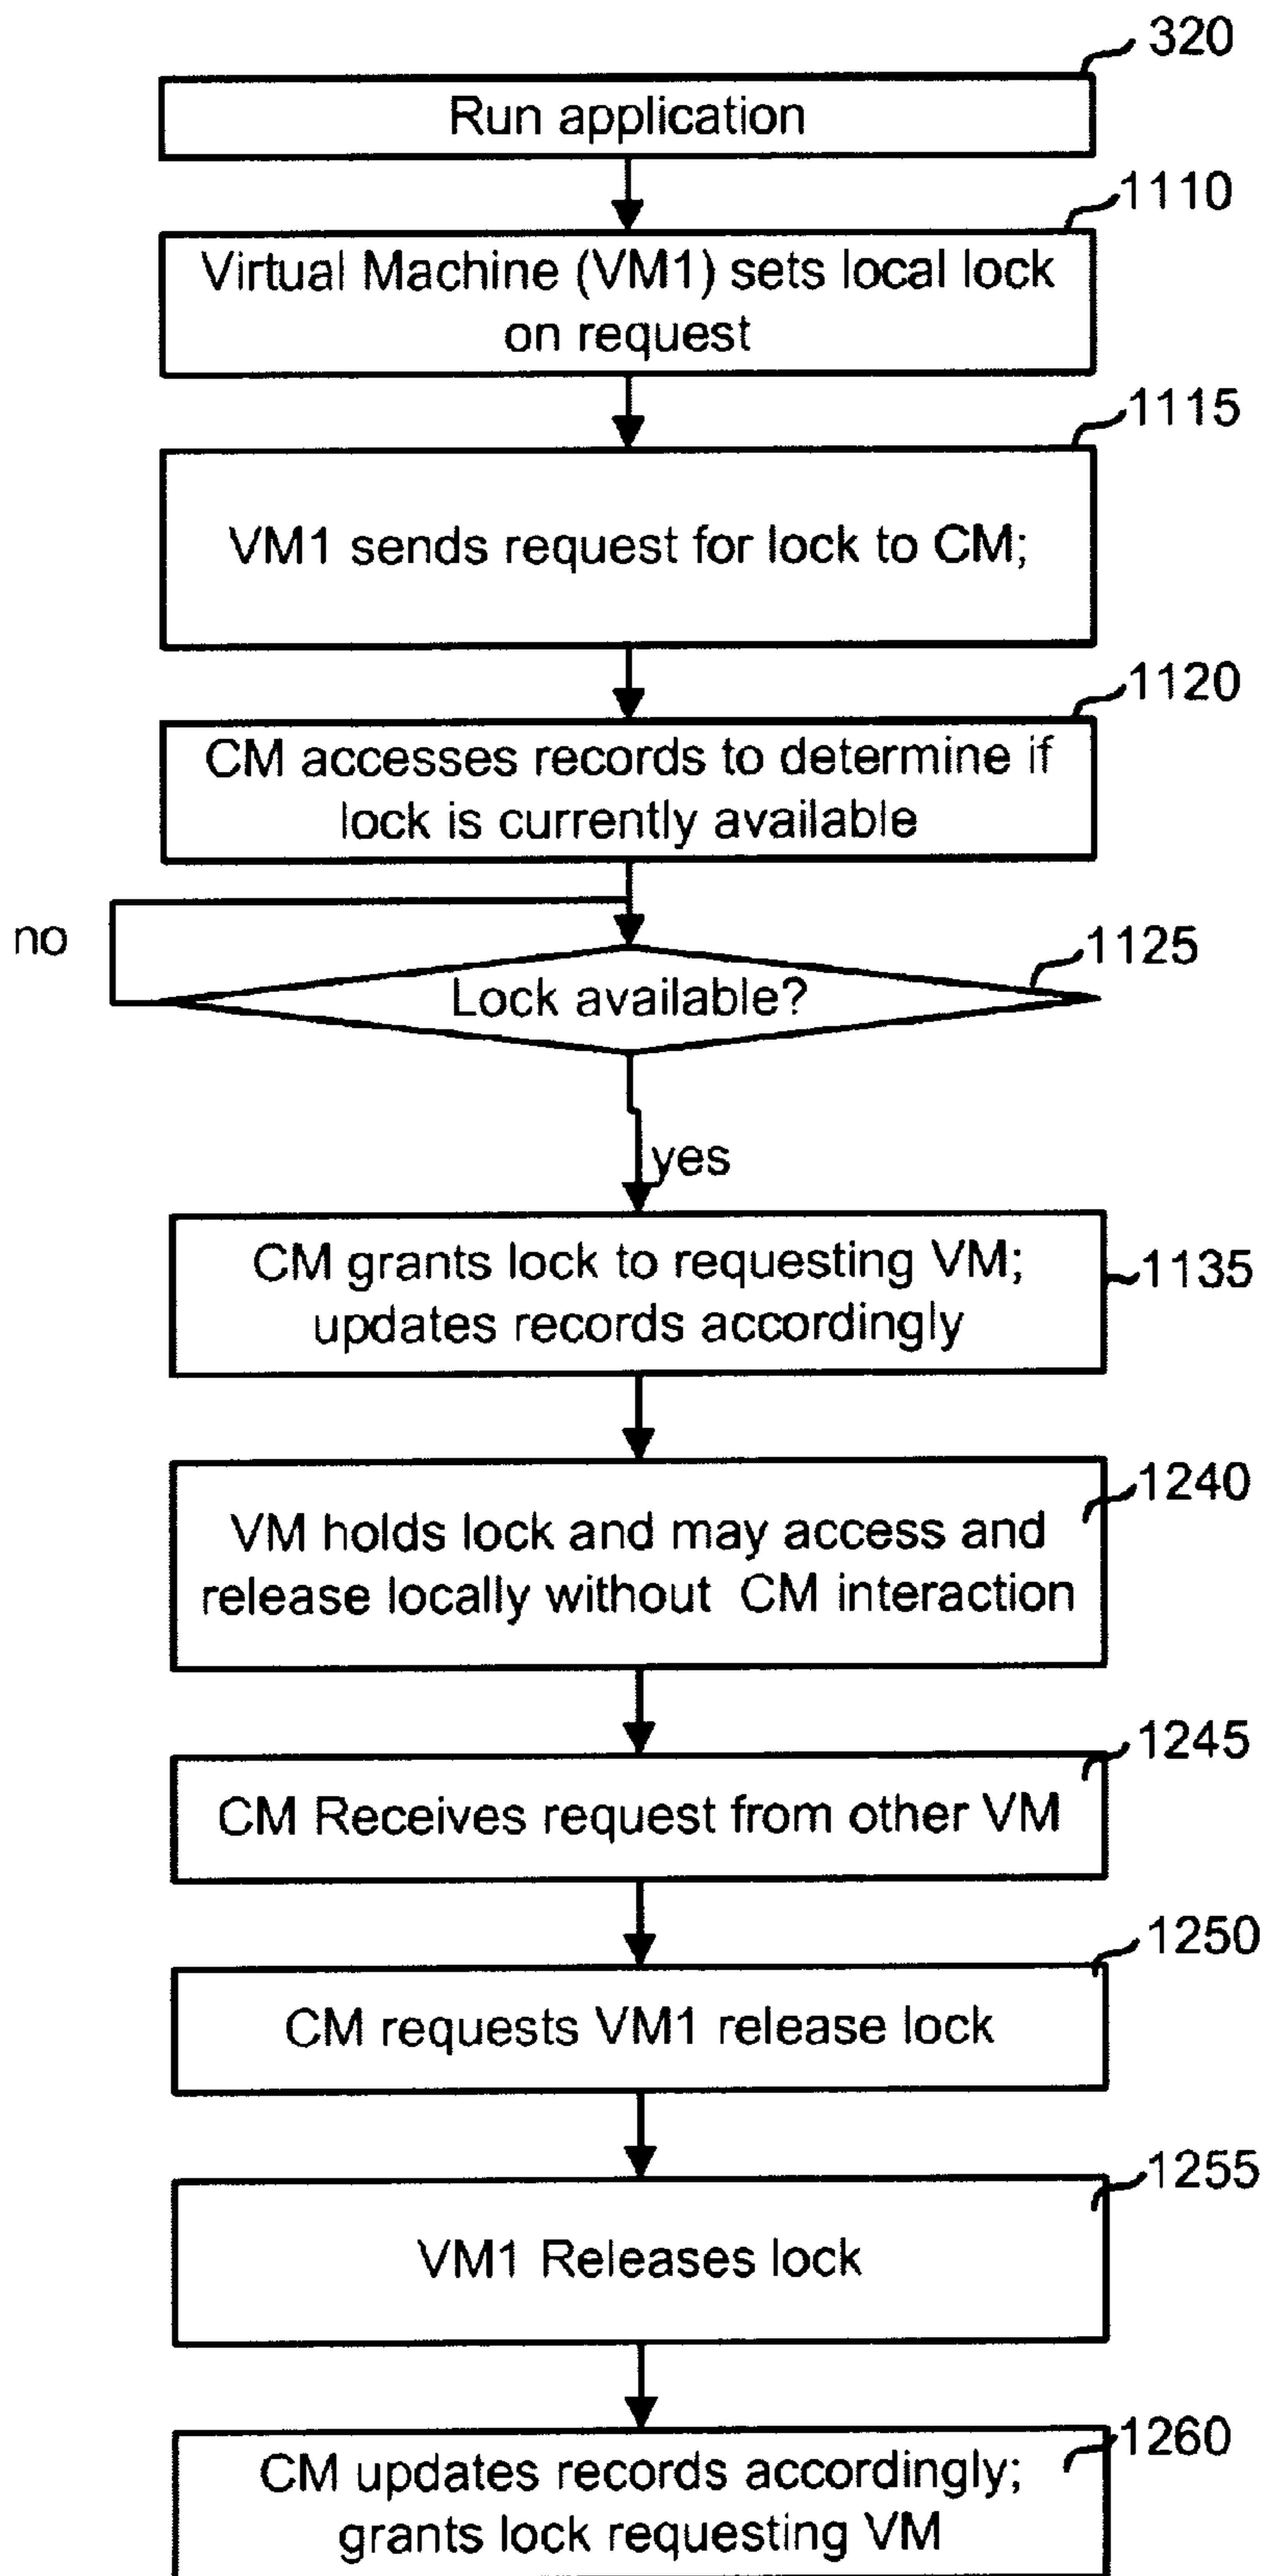 320
Run application
1110
Virtual Machine (VM1) sets local lock
on request
1115
VM1 sends request for lock to CM;
1120
CM accesses records to determine if
lock is currently available
no
1125
Lock available?
yes
CM grants lock to requesting VM;
updates records accordingly
1135
1240
VM holds lock and may access and
release locally without CM interaction
1245
CM Receives request from other VM
1250
CM requests VM1 release lock
1255
VM1 Releases lock
1260
CM updates records accordingly;
grants lock requesting VM